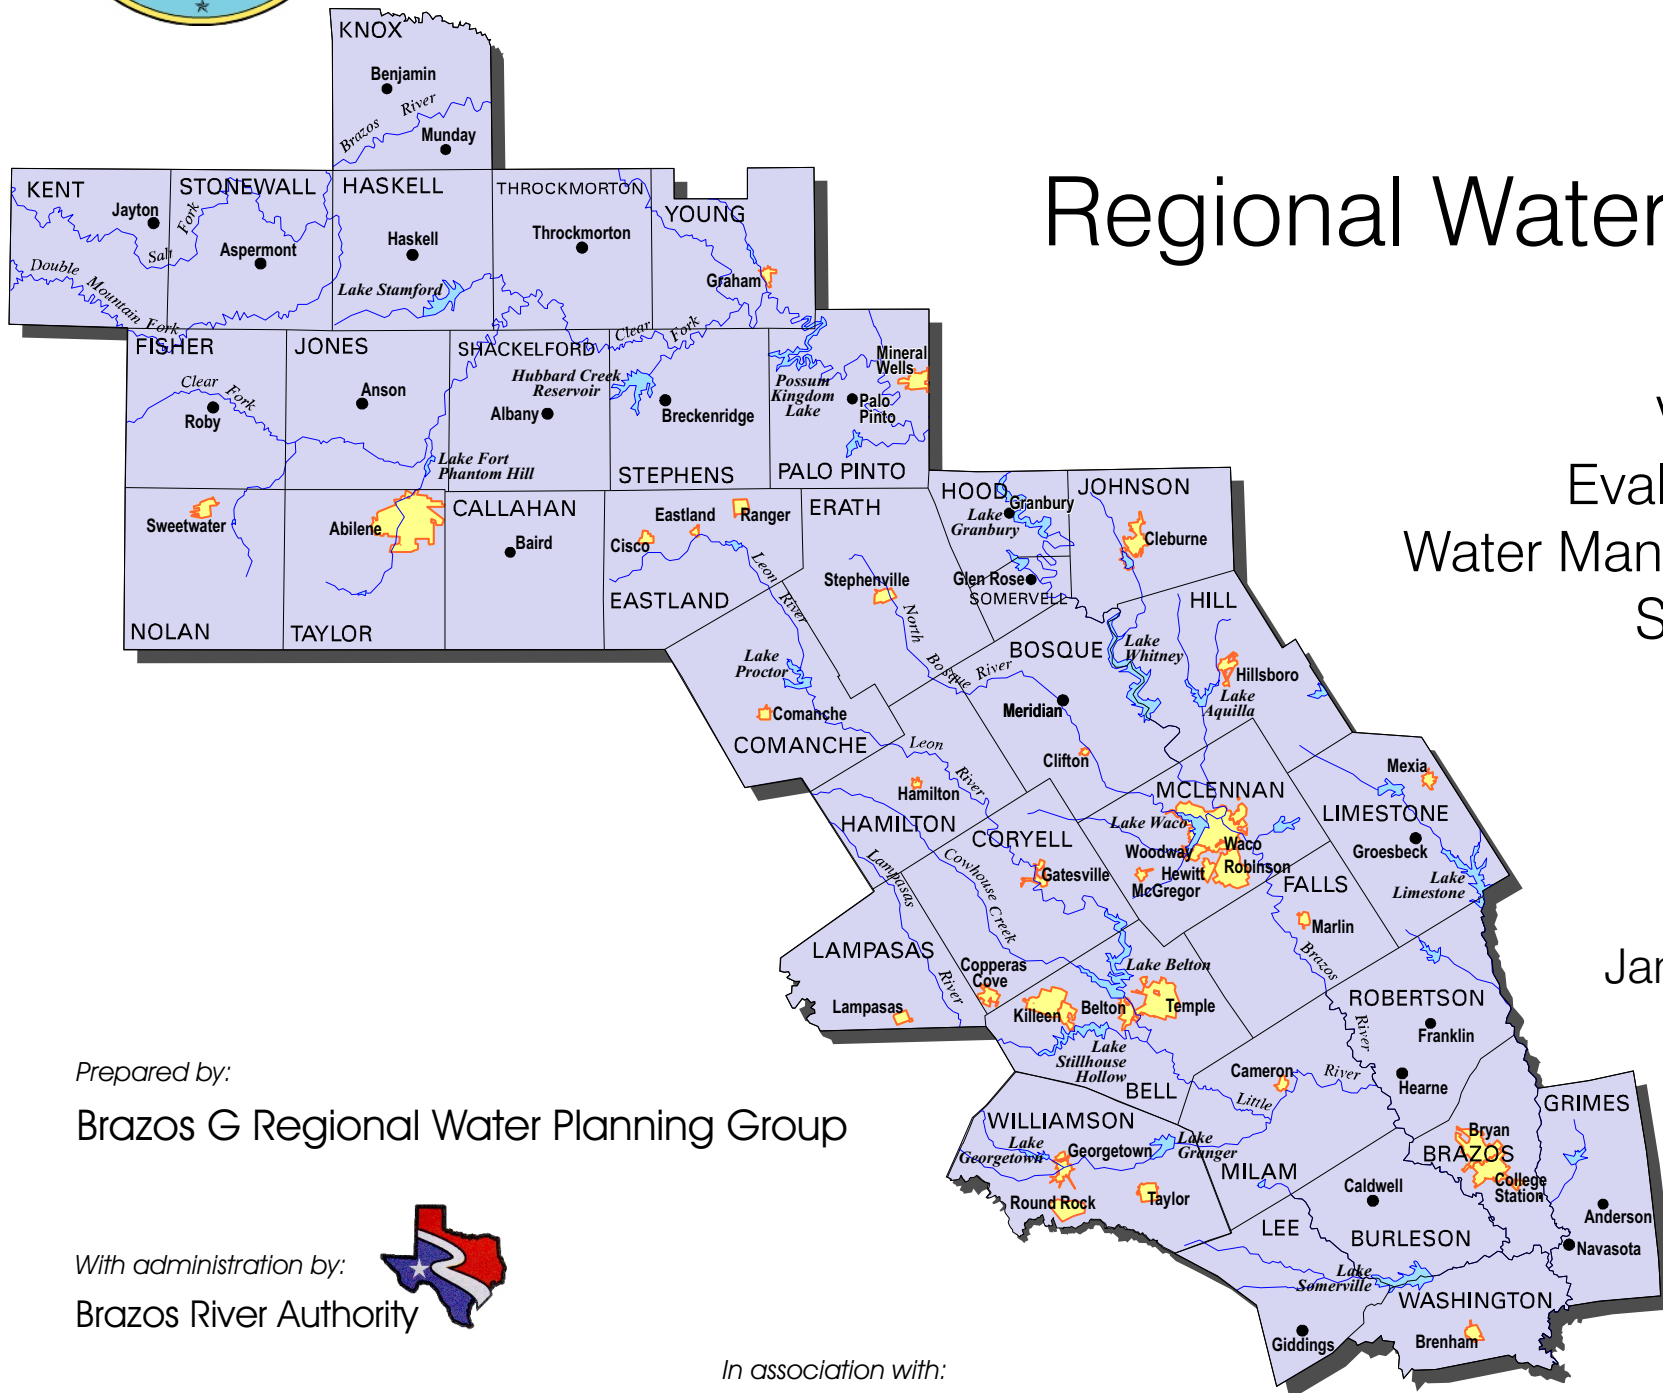 KNOX
Benjamin
Brazos River
Munday
KENT
Jayton
STONEWALL
Salt Fork
Aspermont
Double Mountain Fork
HASKELL
Haskell
Lake Stamford
THROCKMORTON
Throckmorton
YOUNG
Graham
Regional Water
FISHER
Clear Fork
Roby
JONES
Anson
Lake Fort
Phantom Hill
SHACKELFORD
Hubbard Creek
Reservoir
Albany
Clear Fork
Breckenridge
STEPHENS
Possum
Kingdom
Lake
Mineral
Wells
Palo
Pinto
PALO PINTO
Eval
Water Man
S
Sweetwater
NOLAN
Abilene
TAYLOR
CALLAHAN
Baird
Eastland
Ranger
Cisco
EASTLAND
Leon River
ERATH
Stephenville
North Bosque River
HOOD
Granbury
Lake
Granbury
JOHNSON
Cleburne
Glen Rose
SOMERVELL
HILL
BOSQUE
Lake
Whitney
Hillsboro
Lake
Aquilla
Meridian
Clifton
Lake
Proctor
Comanche
COMANCHE
Leon River
Hamilton
HAMILTON
CORYELL
Gatesville
Cowhouse Creek
Lampasas River
MCLENNAN
Lake Waco
Waco
Woodway
Hewitt
Robinson
McGregor
Mexia
LIMESTONE
Groesbeck
Lake
Limestone
FALLS
Marlin
Brazos River
LAMPASAS
Lampasas
Copperas
Cove
Lake Belton
Killeen
Belton
Temple
Lake
Stillhouse
Hollow
BELL
Jan
ROBERTSON
Franklin
Hearne
Cameron
Little River
WILLIAMSON
Lake
Georgetown
Georgetown
Lake
Granger
Round Rock
Taylor
MILAM
GRIMES
Bryan
BRAZOS
College
Station
Anderson
Navasota
Caldwell
LEE
BURLESON
Lake
Somerville
WASHINGTON
Giddings
Brenham
Prepared by:
Brazos G Regional Water Planning Group
With administration by:
Brazos River Authority
In association with: